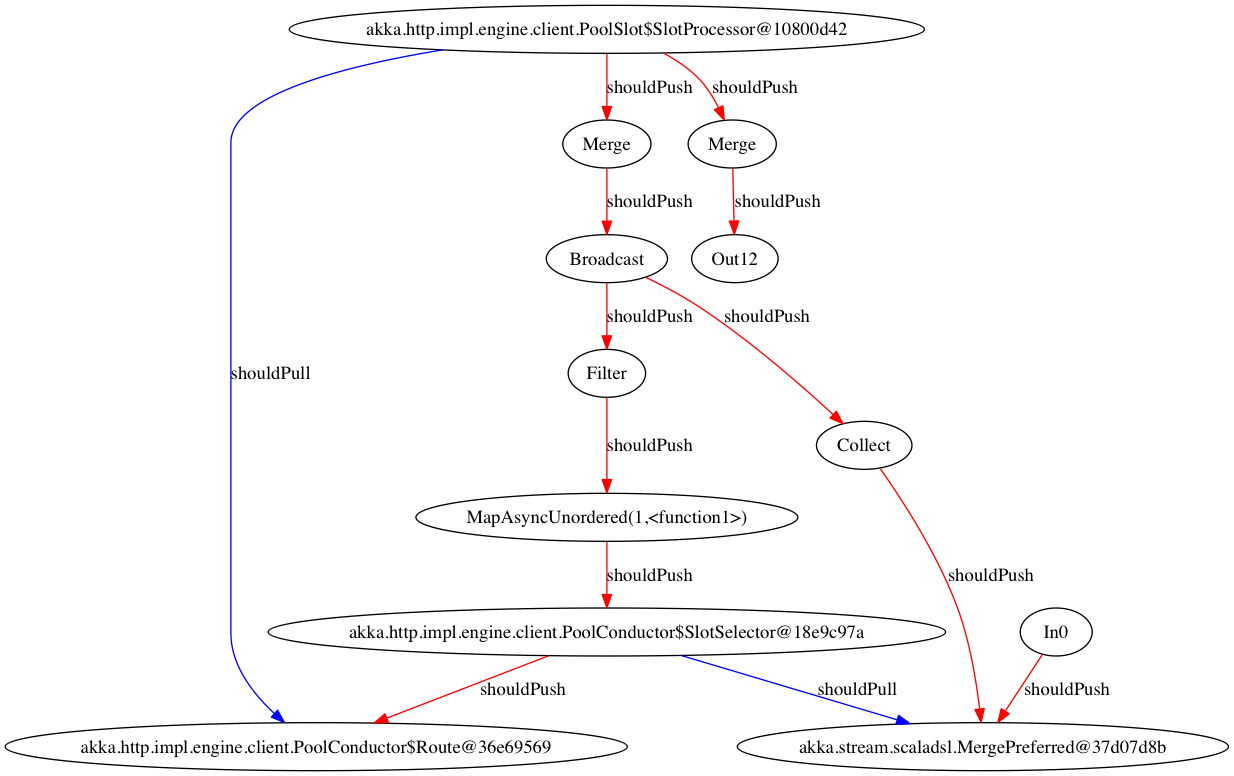 akka.http.impl.engine.client.PoolSlot$SlotProcessor@10800d42
shouldPush
shouldPush
Merge
Merge
shouldPush
shouldPush
Broadcast
Out12
shouldPush
shouldPush
shouldPull
Filter
shouldPush
Collect
MapAsyncUnordered(1,<function1>)
shouldPush
shouldPush
akka.http.impl.engine.client.PoolConductor$SlotSelector@18e9c97a
In0
shouldPush
shouldPull
shouldPush
akka.http.impl.engine.client.PoolConductor$Route@36e69569
akka.stream.scaladsl.MergePreferred@37d07d8b